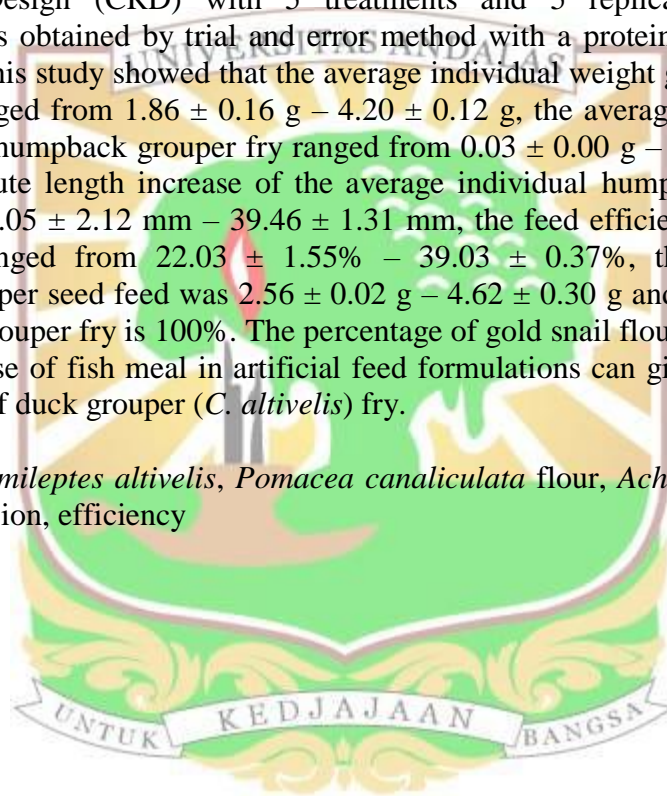 Design (CRD) with 5 treatments and 5 replica
s obtained by trial and error method with a protein
UNIVERSITAS ANDALAS
his study showed that the average individual weight g
ged from 1.86 ± 0.16 g – 4.20 ± 0.12 g, the averag
humpback grouper fry ranged from 0.03 ± 0.00 g –
ute length increase of the average individual hump
.05 ± 2.12 mm – 39.46 ± 1.31 mm, the feed efficie
nged from 22.03 ± 1.55% – 39.03 ± 0.37%, th
per seed feed was 2.56 ± 0.02 g – 4.62 ± 0.30 g and
ouper fry is 100%. The percentage of gold snail flou
se of fish meal in artificial feed formulations can gi
f duck grouper (C. altivelis) fry.
mileptes altivelis, Pomacea canaliculata flour, Ach
ion, efficiency
UNTUK KEDJAJAAN BANGSA